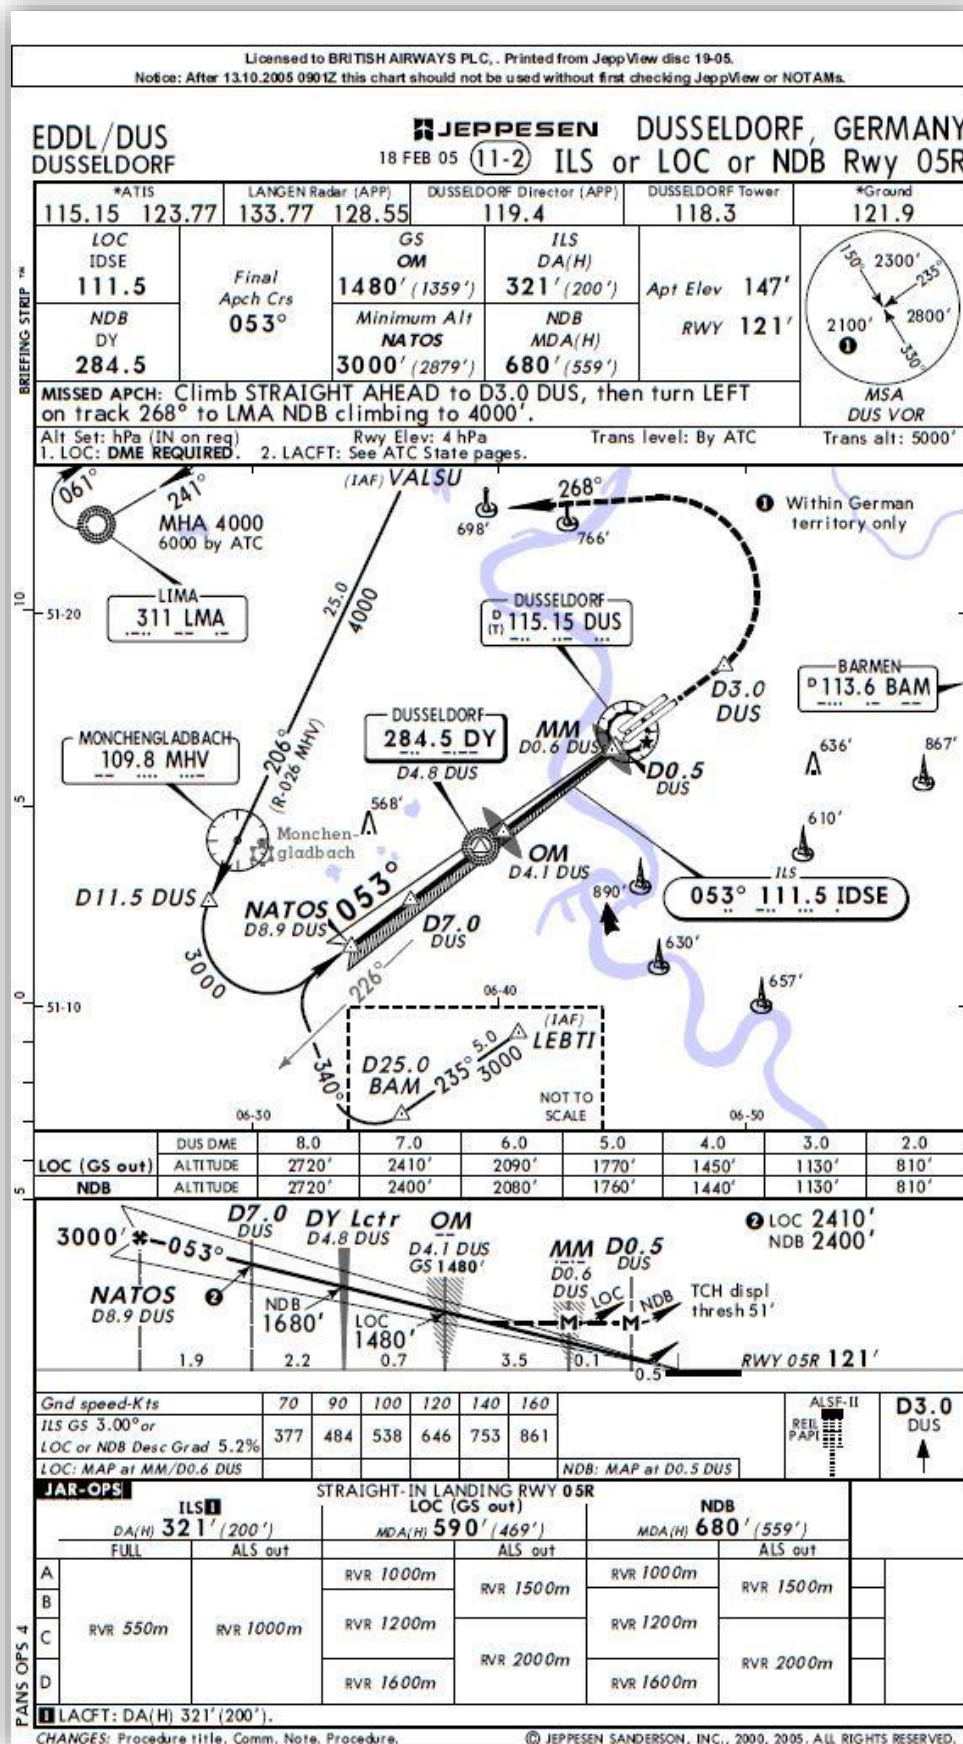 Licensed to BRITISH AIRWAYS PLC, . Printed from JeppView disc 19-05.
Notice: After 13.10.2005 0901Z this chart should not be used without first checking JeppView or NOTAMs.
EDDL/DUS
DUSSELDORF
JEPPESEN
18 FEB 05 11-2
DUSSELDORF, GERMANY
ILS or LOC or NDB Rwy 05R
*ATIS
115.15 123.77
LANGEN Radar (APP)
133.77 128.55
DUSSELDORF Director (APP)
119.4
DUSSELDORF Tower
118.3
*Ground
121.9
BRIEFING STRIP ™
LOC
IDSE
111.5
NDB
DY
284.5
Final
Apch Crs
053°
GS
OM
1480' (1359')
Minimum Alt
NATOS
3000' (2879')
ILS
DA(H)
321' (200')
NDB
MDA(H)
680' (559')
Apt Elev 147'
RWY 121'
150°
2300'
235°
2100'
1
2800'
330°
MSA
DUS VOR
MISSED APCH: Climb STRAIGHT AHEAD to D3.0 DUS, then turn LEFT
on track 268° to LMA NDB climbing to 4000'.
Alt Set: hPa (IN on req) Rwy Elev: 4 hPa Trans level: By ATC Trans alt: 5000'
1. LOC: DME REQUIRED. 2. LACFT: See ATC State pages.
061°
241°
MHA 4000
6000 by ATC
LIMA
311 LMA
(IAF) VALSU
25.0
4000
206°
(R-026 MHV)
698'
268°
766'
1 Within German
territory only
10
51-20
DUSSELDORF
D
(T) 115.15 DUS
D3.0
DUS
BARMEN
D 113.6 BAM
DUSSELDORF
284.5 DY
D4.8 DUS
MONCHENGLADBACH
109.8 MHV
MM
D0.6 DUS
D0.5
DUS
636'
867'
5
568'
Monchen-
gladbach
610'
OM
D4.1 DUS
ILS
053° 111.5 IDSE
D11.5 DUS
053°
NATOS
D8.9 DUS
D7.0
DUS
890'
630'
657'
3000
226°
0
51-10
06-40
340°
(IAF)
LEBTI
5.0
235°
3000
D25.0
BAM
NOT TO
SCALE
06-30
06-50
5
DUS DME 8.0 7.0 6.0 5.0 4.0 3.0 2.0
LOC (GS out) ALTITUDE 2720' 2410' 2090' 1770' 1450' 1130' 810'
NDB ALTITUDE 2720' 2400' 2080' 1760' 1440' 1130' 810'
3000'
053°
NATOS
D8.9 DUS
D7.0
DUS
2
DY Lctr
D4.8 DUS
OM
D4.1 DUS
GS 1480'
NDB
1680'
LOC
1480'
MM
D0.6
DUS
D0.5
DUS
LOC
NDB
M
M
2 LOC 2410'
NDB 2400'
TCH displ
thresh 51'
RWY 05R 121'
1.9 2.2 0.7 3.5 0.1 0.5
Gnd speed-Kts 70 90 100 120 140 160
ILS GS 3.00° or
LOC or NDB Desc Grad 5.2% 377 484 538 646 753 861
LOC: MAP at MM/D0.6 DUS
NDB: MAP at D0.5 DUS
ALSF-II
REIL
PAPI
D3.0
DUS
JAR-OPS STRAIGHT-IN LANDING RWY 05R
ILS 1
DA(H) 321' (200')
LOC (GS out)
MDA(H) 590' (469')
NDB
MDA(H) 680' (559')
FULL ALS out ALS out ALS out
A
B
C
D
RVR 550m
RVR 1000m
RVR 1000m
RVR 1200m
RVR 1600m
RVR 1500m
RVR 2000m
RVR 1000m
RVR 1200m
RVR 1600m
RVR 1500m
RVR 2000m
PANS OPS 4
1 LACFT: DA(H) 321' (200').
CHANGES: Procedure title. Comm. Note. Procedure.
© JEPPESEN SANDERSON, INC., 2000, 2005. ALL RIGHTS RESERVED.